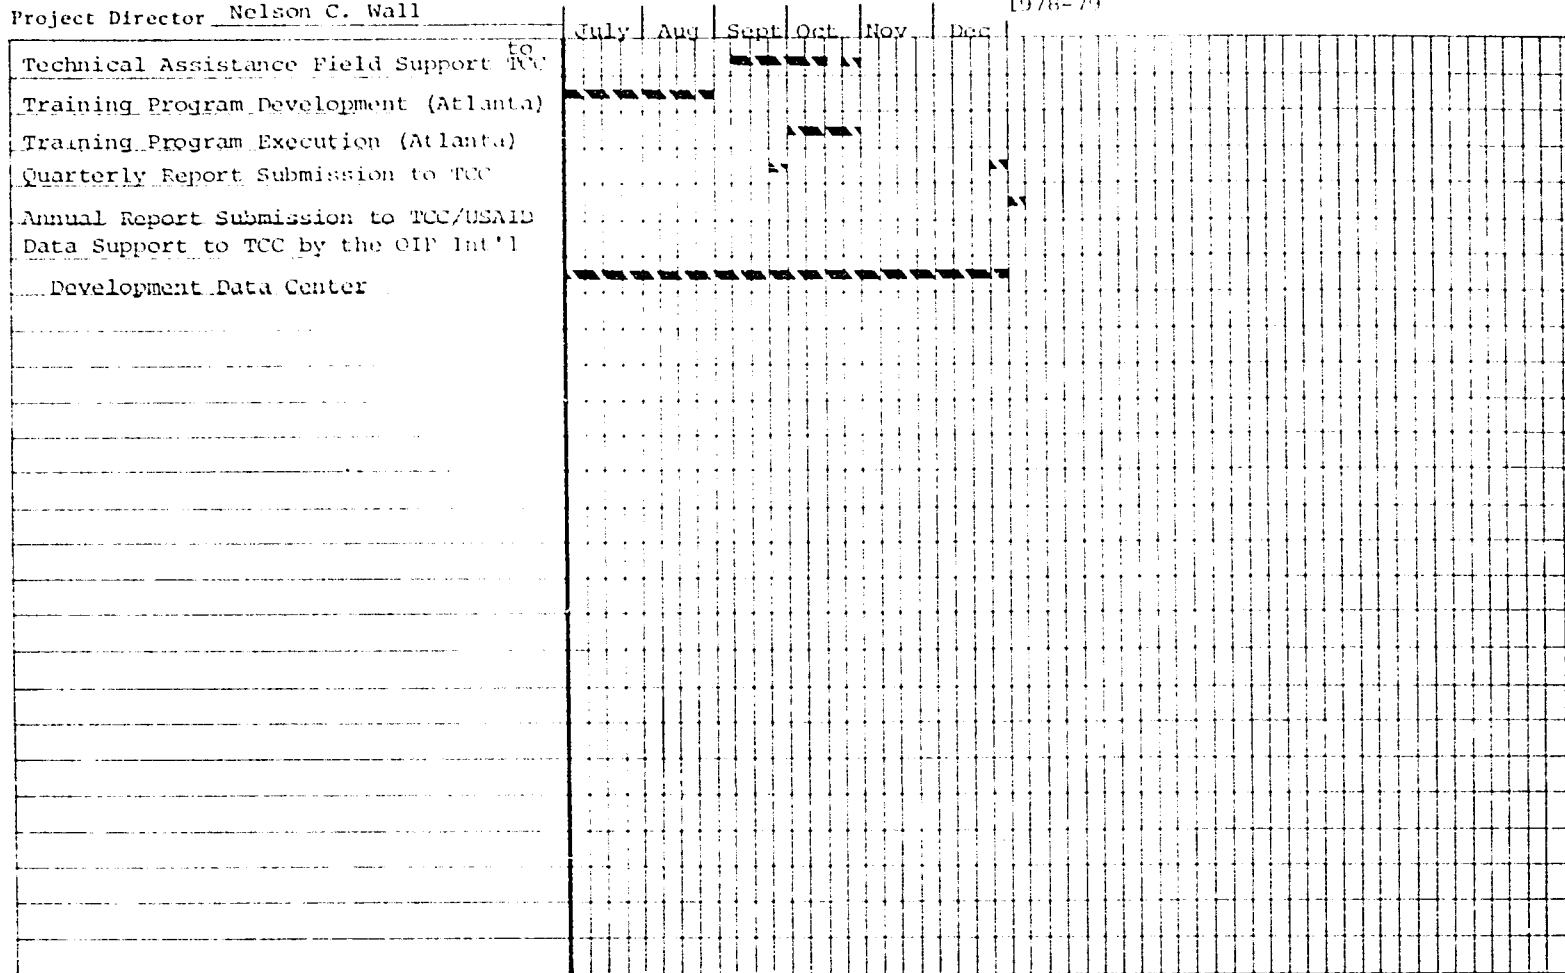 Project Director Nelson C. Wall
1978-79
July Aug Sept Oct Nov Dec
to
Technical Assistance Field Support TCC
Training Program Development (Atlanta)
Training Program Execution (Atlanta)
Quarterly Report Submission to TCC
Annual Report Submission to TCC/USAID
Data Support to TCC by the OIP Int'l
Development Data Center